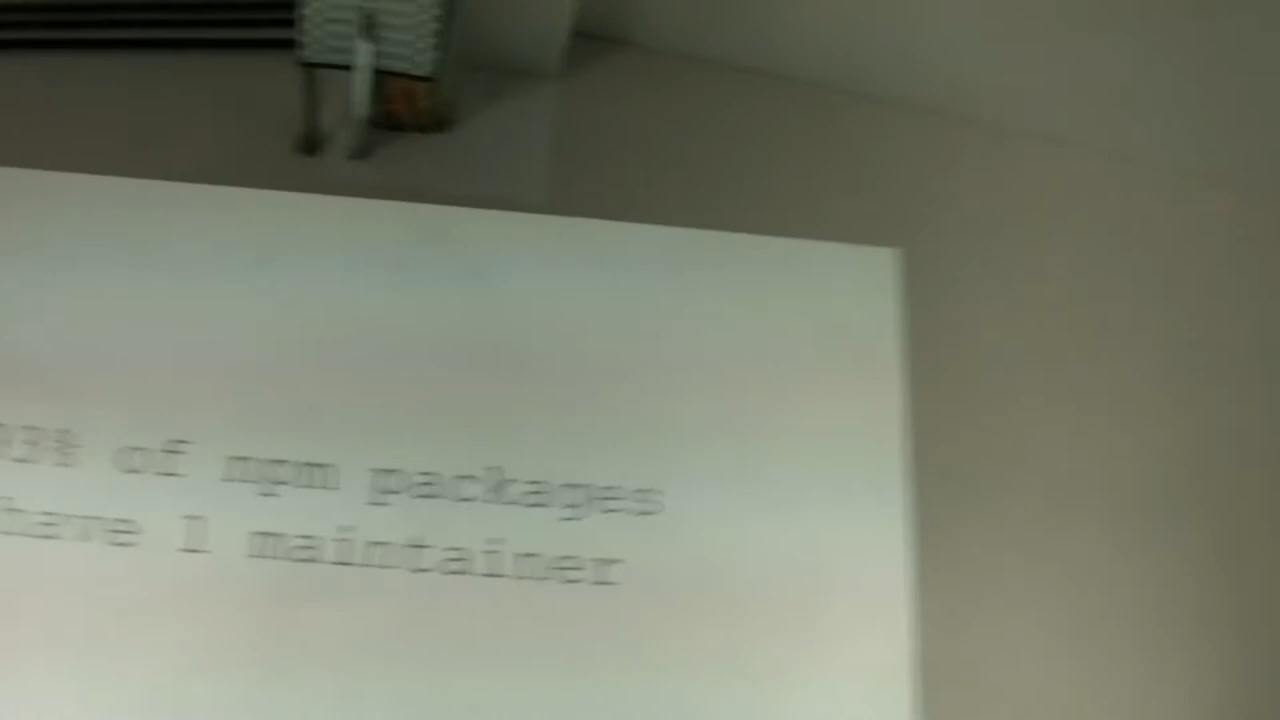 of npm packages
have 1 maintainer